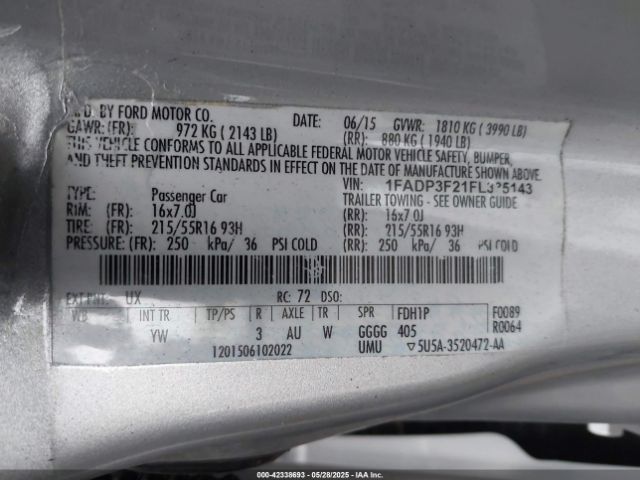 MFD. BY FORD MOTOR CO. DATE: 06/15 GVWR: 1810 KG ( 3990 LB)
GAWR: (FR): 972 KG ( 2143 LB) (RR): 880 KG ( 1940 LB)
THIS VEHICLE CONFORMS TO ALL APPLICABLE FEDERAL MOTOR VEHICLE SAFETY, BUMPER,
AND THEFT PREVENTION STANDARDS IN EFFECT ON THE DATE OF MANUFACTURE SHOWN ABOVE.
VIN:
TYPE: Passenger Car TRAILER TOWING - SEE OWNER GUIDE
RIM: (FR): 16x7.0J (RR): 16x7.0J
TIRE: (FR): 215/55R16 93H (RR): 215/55R16 93H
PRESSURE: (FR): 250 kPa/ 36 PSI COLD (RR): 250 kPa/ 36 PSI COLD
EXT PNT: UX RC: 72 DSO:
WB INT TR TP/PS R AXLE TR SPR FDH1P F0089
YW 3 AU W GGGG 405 R0064
1201506102022 UMU ▽5U5A-3520472-AA
000-42338693 05/28/2025 IAA